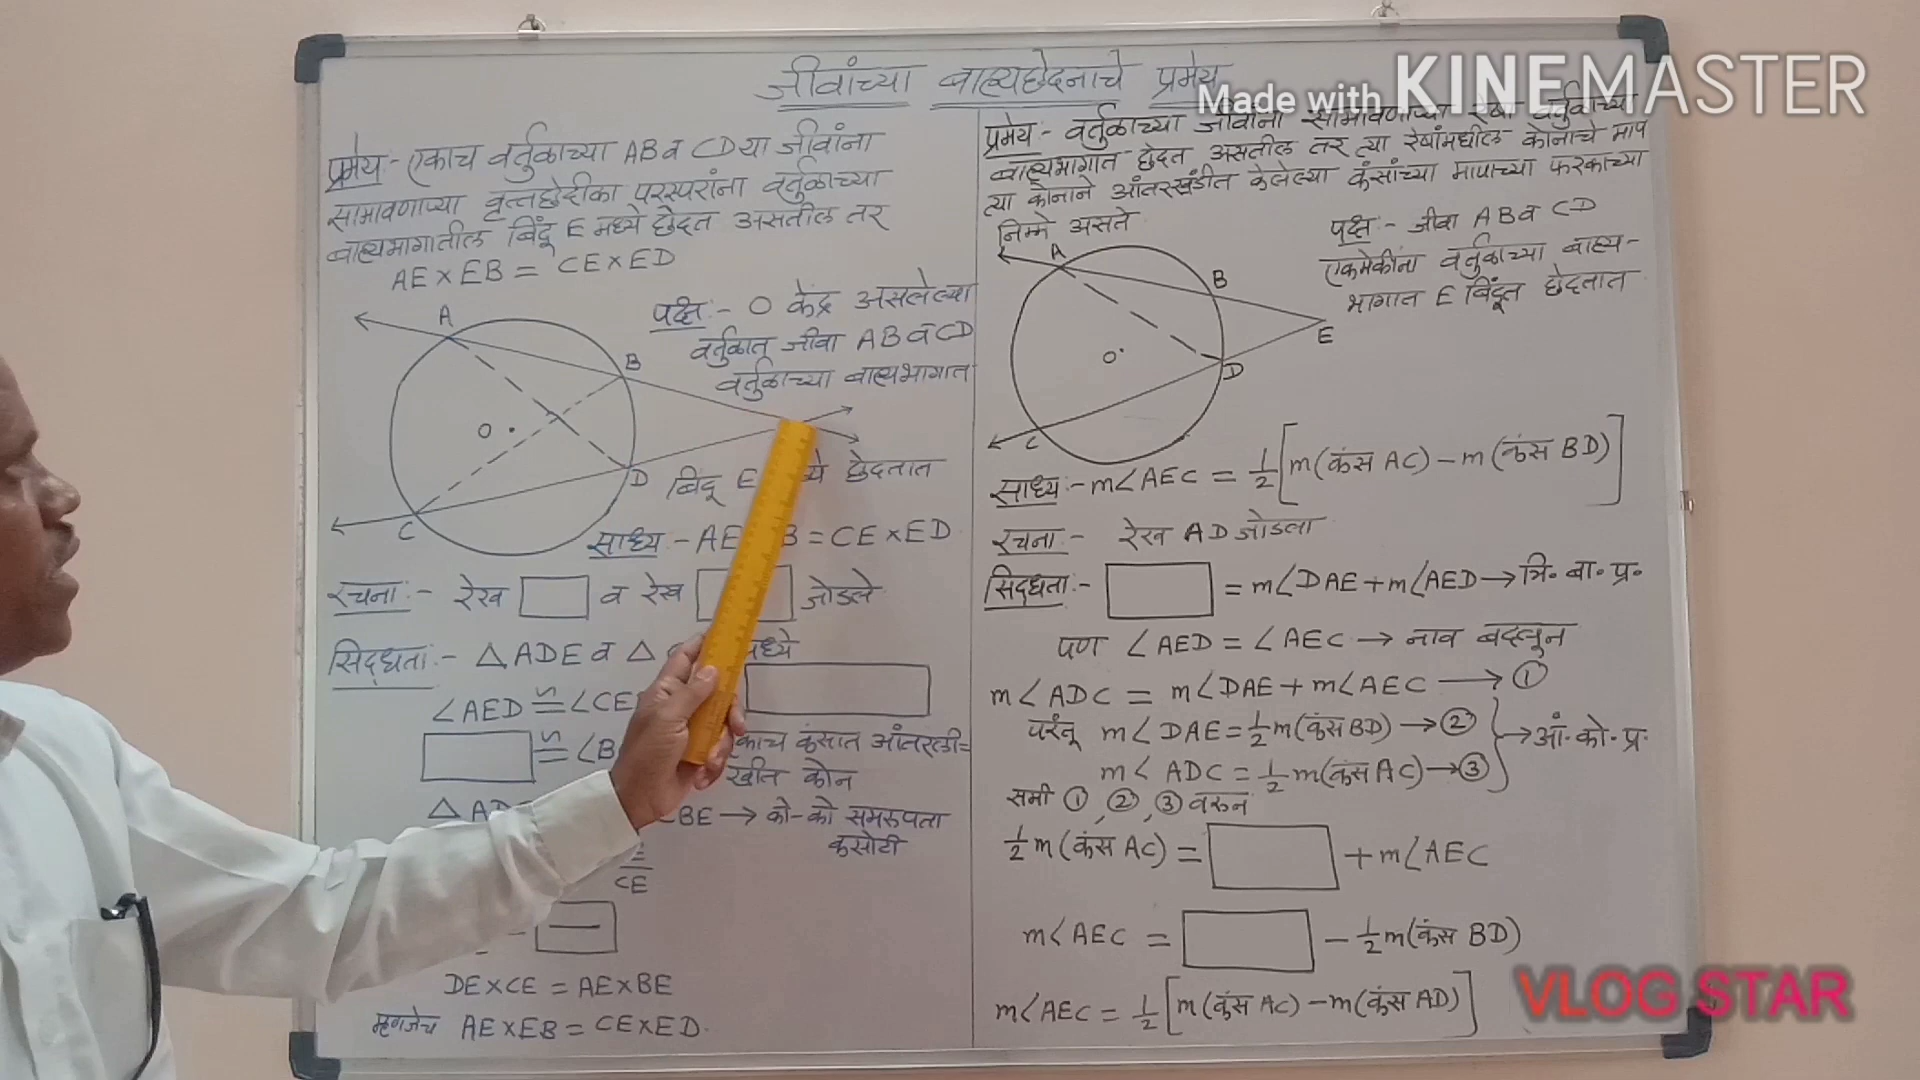 जीवांच्या बाह्यछेदनाचे प्रमेय
Made with KINEMASTER
प्रमेय:- एकाच वर्तुळाच्या AB व CD या जीवांना
सामावणाऱ्या वृत्तछेदीका परस्परांना वर्तुळाच्या
बाह्यभागातील बिंदू E मध्ये छेदत असतील तर
AE × EB = CE × ED
पक्ष:- O केंद्र असलेल्या
वर्तुळात जीवा AB व CD
वर्तुळाच्या बाह्यभागात
बिंदू E छेदतात
A
B
O
D
C
साध्य:- AE B = CE × ED
रचना:- रेख व रेख जोडले
सिद्धता:- △ ADE व △ मध्ये
∠AED ≅ ∠CE
≅ ∠B काच कंसात आंतरली=
खीत कोन
△ AD CBE → को-को समरूपता
कसोटी
CE
DE × CE = AE × BE
म्हणजेच AE × EB = CE × ED.
प्रमेय:- वर्तुळाच्या जीवांना सामावणाऱ्या रेषा वर्तुळाच्या
बाह्यभागात छेदत असतील तर त्या रेषांमधील कोनाचे माप
त्या कोनाने आंतरखंडीत केलेल्या कंसांच्या मापाच्या फरकाच्या
निम्मे असते
पक्ष:- जीवा AB व CD
एकमेकींना वर्तुळाच्या बाह्य-
भागात E बिंदूत छेदतात
A
B
E
O
D
C
साध्य:- m∠AEC = 1/2 [m(कंस AC) - m(कंस BD)]
रचना:- रेख AD जोडला
सिद्धता:- = m∠DAE + m∠AED → त्रि. बा. प्र.
पण ∠AED = ∠AEC → नाव बदलून
m∠ADC = m∠DAE + m∠AEC → ①
परंतू m∠DAE = 1/2 m(कंस BD) → ②
→ आं. को. प्र.
m∠ADC = 1/2 m(कंस AC) → ③
समी ①, ②, ③ वरून
1/2 m(कंस AC) = + m∠AEC
m∠AEC = - 1/2 m(कंस BD)
m∠AEC = 1/2 [m(कंस AC) - m(कंस AD)]
VLOG STAR